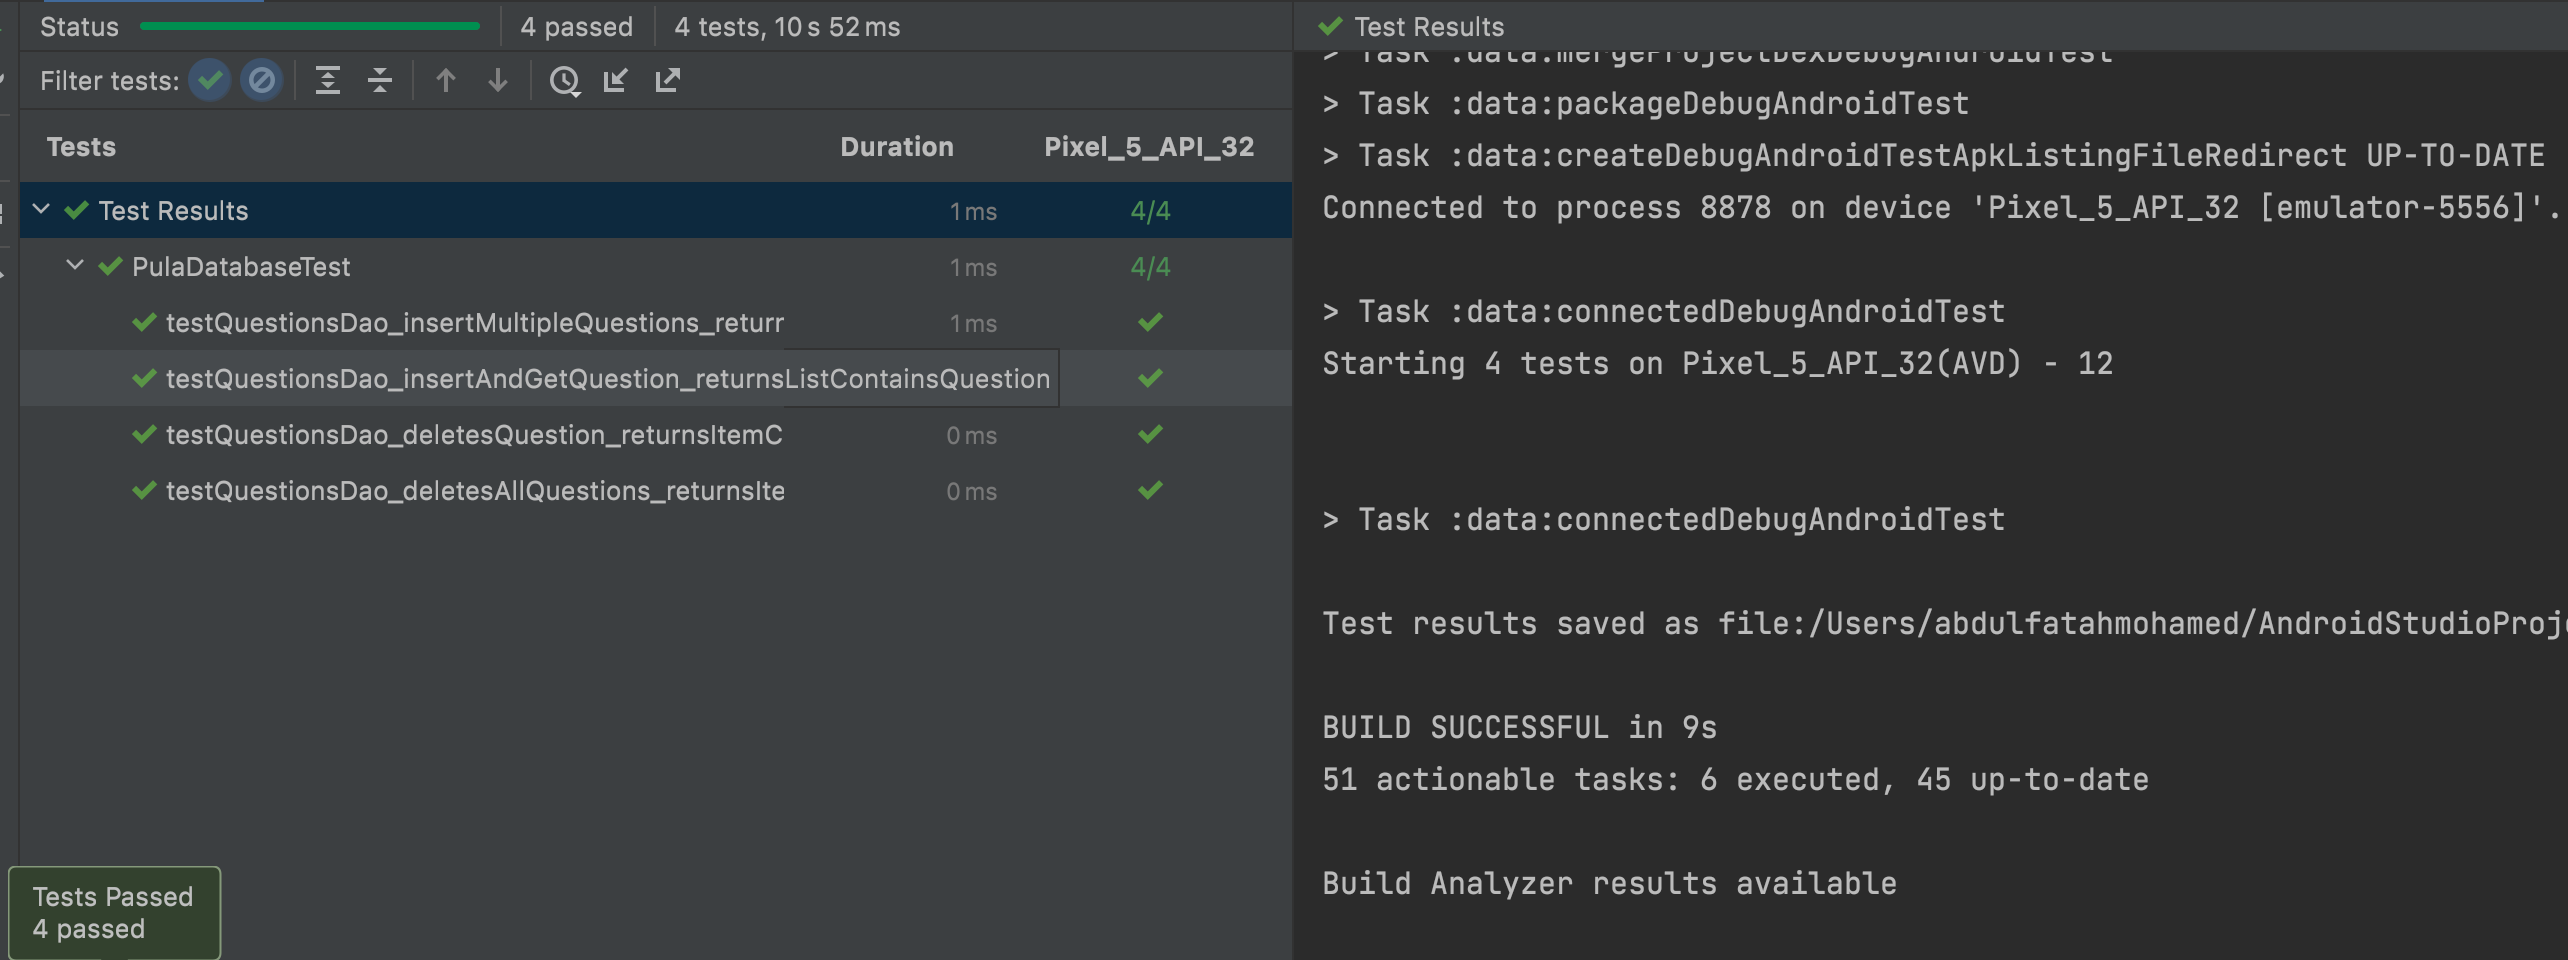 Status
4 passed
4 tests, 10 s 52 ms
Filter tests:
Tests Duration Pixel_5_API_32
Test Results 1 ms 4/4
PulaDatabaseTest 1 ms 4/4
testQuestionsDao_insertMultipleQuestions_returr 1 ms
testQuestionsDao_insertAndGetQuestion_returnsListContainsQuestion
testQuestionsDao_deletesQuestion_returnsItemC 0 ms
testQuestionsDao_deletesAllQuestions_returnsIte 0 ms
Tests Passed
4 passed
Test Results
> Task :data:mergeProjectDexDebugAndroidTest
> Task :data:packageDebugAndroidTest
> Task :data:createDebugAndroidTestApkListingFileRedirect UP-TO-DATE
Connected to process 8878 on device 'Pixel_5_API_32 [emulator-5556]'.
> Task :data:connectedDebugAndroidTest
Starting 4 tests on Pixel_5_API_32(AVD) - 12
> Task :data:connectedDebugAndroidTest
Test results saved as file:/Users/abdulfatahmohamed/AndroidStudioProj
BUILD SUCCESSFUL in 9s
51 actionable tasks: 6 executed, 45 up-to-date
Build Analyzer results available